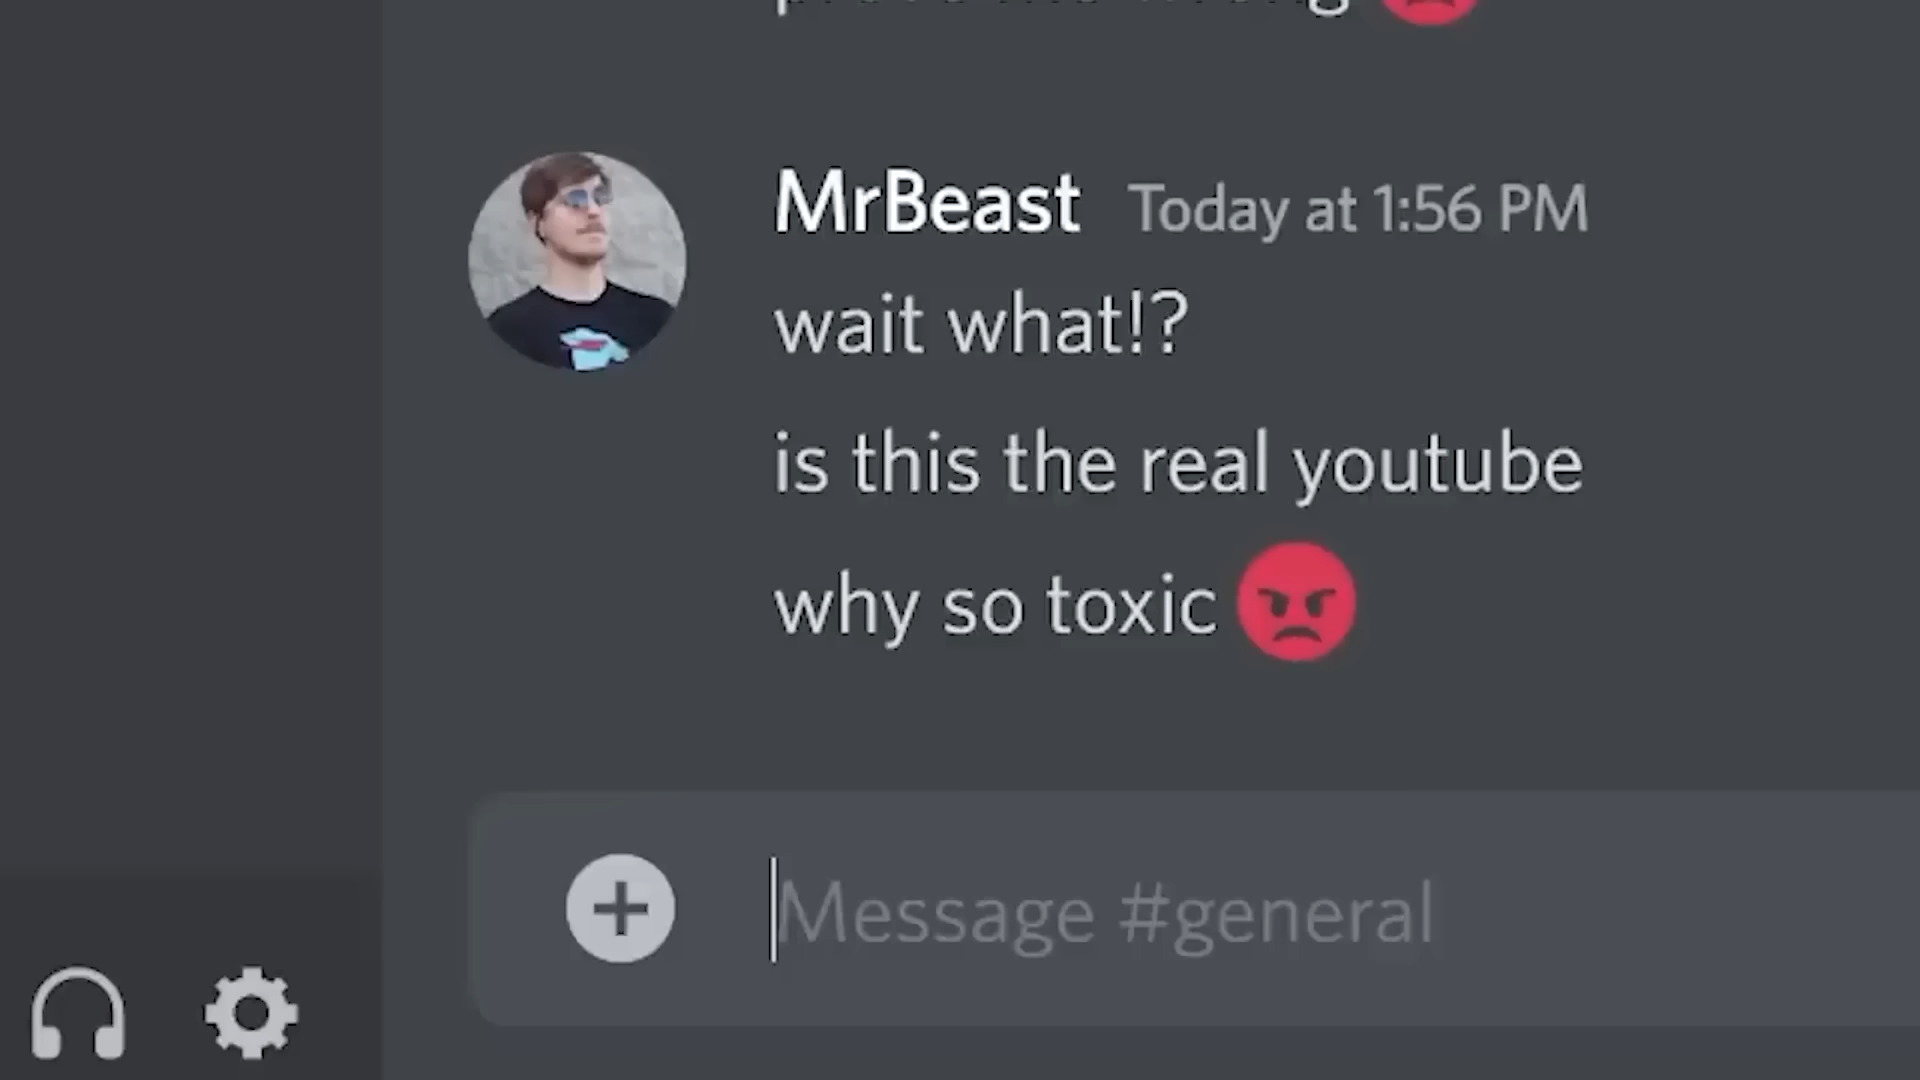 MrBeast Today at 1:56 PM
wait what!?
is this the real youtube
why so toxic 😡
Message #general